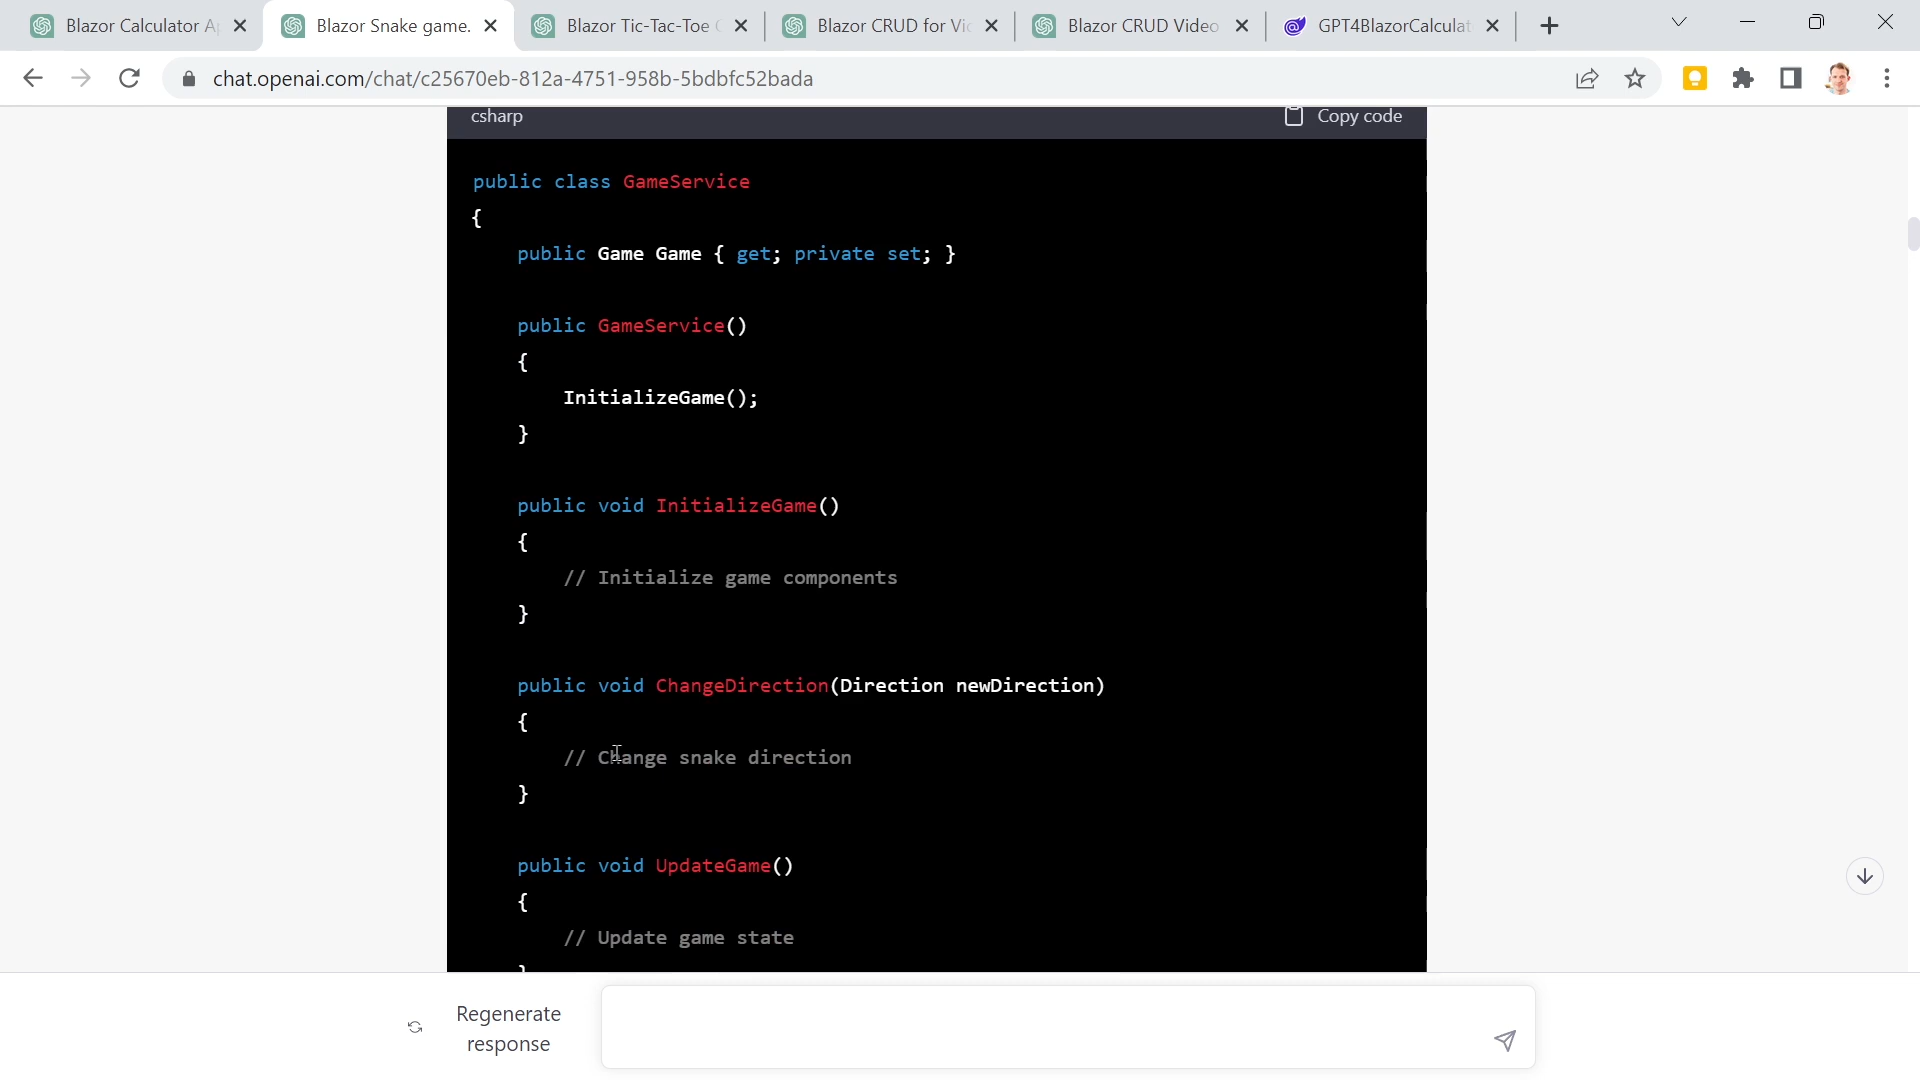 Blazor Calculator A
Blazor Snake game.
Blazor Tic-Tac-Toe
Blazor CRUD for Vi
Blazor CRUD Video
GPT4BlazorCalculat
chat.openai.com/chat/c25670eb-812a-4751-958b-5bdbfc52bada
csharp
Copy code
public class GameService
{
public Game Game { get; private set; }
public GameService()
{
InitializeGame();
}
public void InitializeGame()
{
// Initialize game components
}
public void ChangeDirection(Direction newDirection)
{
// Change snake direction
}
public void UpdateGame()
{
// Update game state
}
Regenerate
response